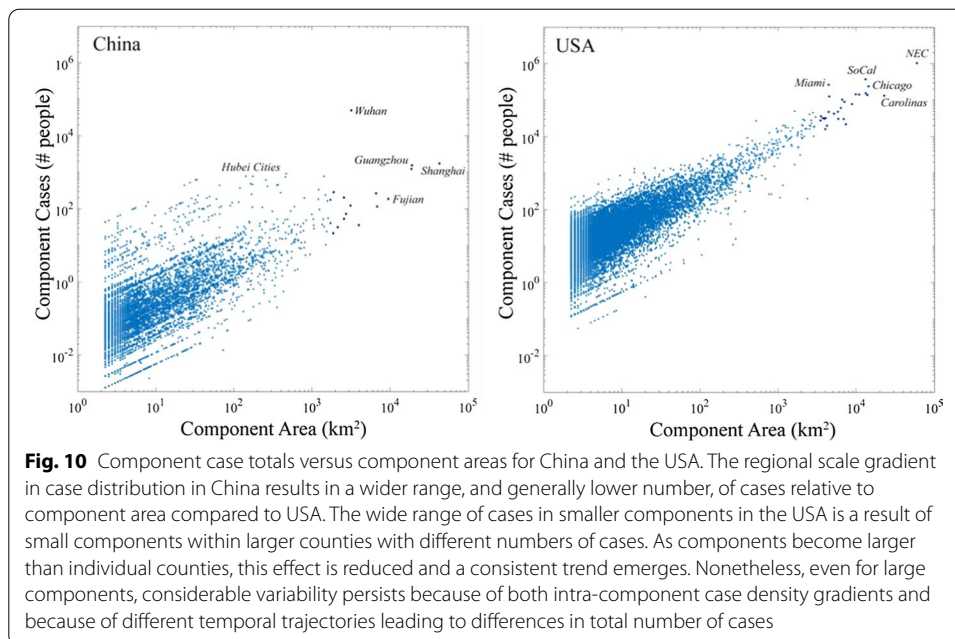 China
10^6
10^4
10^2
10^0
10^-2
Component Cases (# people)
Wuhan
Guangzhou
Shanghai
Hubei Cities
Fujian
10^0 10^1 10^2 10^3 10^4 10^5
Component Area (km²)
USA
10^6
10^4
10^2
10^0
10^-2
Component Cases (# people)
NEC
SoCal
Miami
Chicago
Carolinas
10^0 10^1 10^2 10^3 10^4 10^5
Component Area (km²)
Fig. 10 Component case totals versus component areas for China and the USA. The regional scale gradient
in case distribution in China results in a wider range, and generally lower number, of cases relative to
component area compared to USA. The wide range of cases in smaller components in the USA is a result of
small components within larger counties with different numbers of cases. As components become larger
than individual counties, this effect is reduced and a consistent trend emerges. Nonetheless, even for large
components, considerable variability persists because of both intra-component case density gradients and
because of different temporal trajectories leading to differences in total number of cases